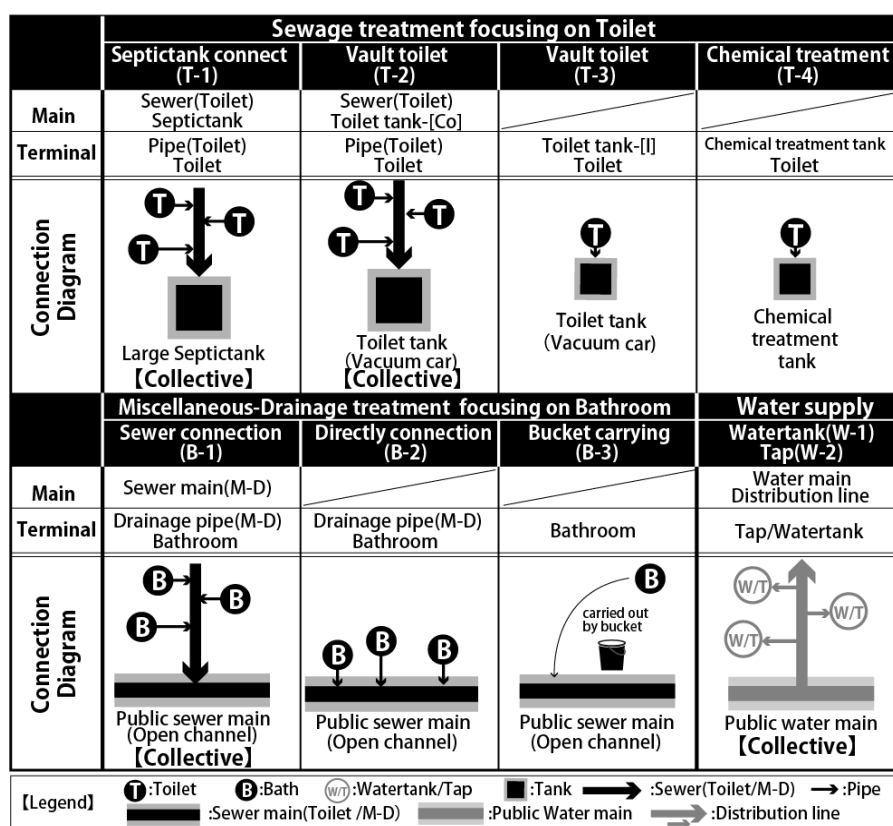 Sewage treatment focusing on Toilet
Septictank connect
(T-1)
Vault toilet
(T-2)
Vault toilet
(T-3)
Chemical treatment
(T-4)
Main
Sewer(Toilet)
Septictank
Sewer(Toilet)
Toilet tank-[Co]
Terminal
Pipe(Toilet)
Toilet
Pipe(Toilet)
Toilet
Toilet tank-[I]
Toilet
Chemical treatment tank
Toilet
Connection
Diagram
T
T
T
Large Septictank
【Collective】
T
T
T
Toilet tank
(Vacuum car)
【Collective】
T
Toilet tank
(Vacuum car)
T
Chemical
treatment
tank
Miscellaneous-Drainage treatment focusing on Bathroom
Water supply
Sewer connection
(B-1)
Directly connection
(B-2)
Bucket carrying
(B-3)
Watertank(W-1)
Tap(W-2)
Main
Sewer main(M-D)
Water main
Distribution line
Terminal
Drainage pipe(M-D)
Bathroom
Drainage pipe(M-D)
Bathroom
Bathroom
Tap/Watertank
Connection
Diagram
B
B
B
Public sewer main
(Open channel)
【Collective】
B
B
B
Public sewer main
(Open channel)
B
carried out
by bucket
Public sewer main
(Open channel)
W/T
W/T
W/T
Public water main
【Collective】
【Legend】
T:Toilet
B:Bath
W/T:Watertank/Tap
:Tank
:Sewer(Toilet/M-D)
:Pipe
:Sewer main(Toilet /M-D)
:Public Water main
:Distribution line